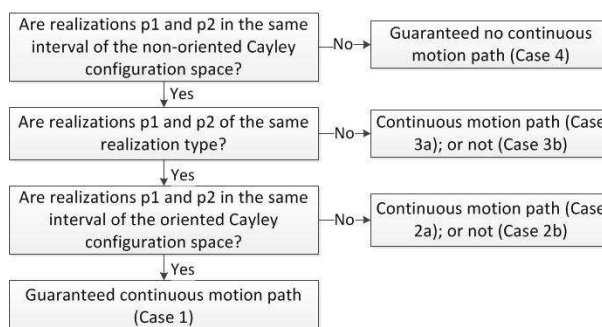 Are realizations p1 and p2 in the same
interval of the non-oriented Cayley
configuration space?
No
Guaranteed no continuous
motion path (Case 4)
Yes
Are realizations p1 and p2 of the same
realization type?
No
Continuous motion path (Case
3a); or not (Case 3b)
Yes
Are realizations p1 and p2 in the same
interval of the oriented Cayley
configuration space?
No
Continuous motion path (Case
2a); or not (Case 2b)
Yes
Guaranteed continuous motion path
(Case 1)